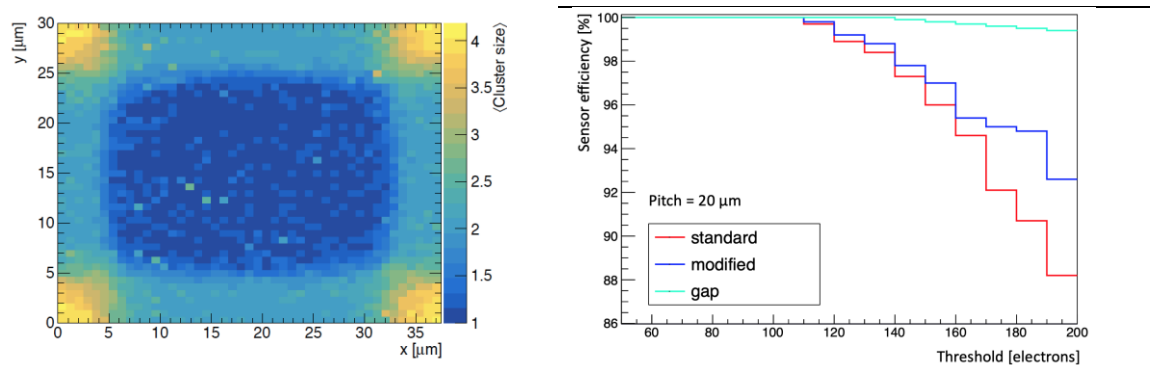 y [μm]
30
25
20
15
10
5
0
0 5 10 15 20 25 30 35
x [μm]
4
3.5
3
2.5
2
1.5
1
⟨Cluster size⟩
Sensor efficiency [%]
100
98
96
94
92
90
88
86
Pitch = 20 μm
standard
modified
gap
60 80 100 120 140 160 180 200
Threshold [electrons]